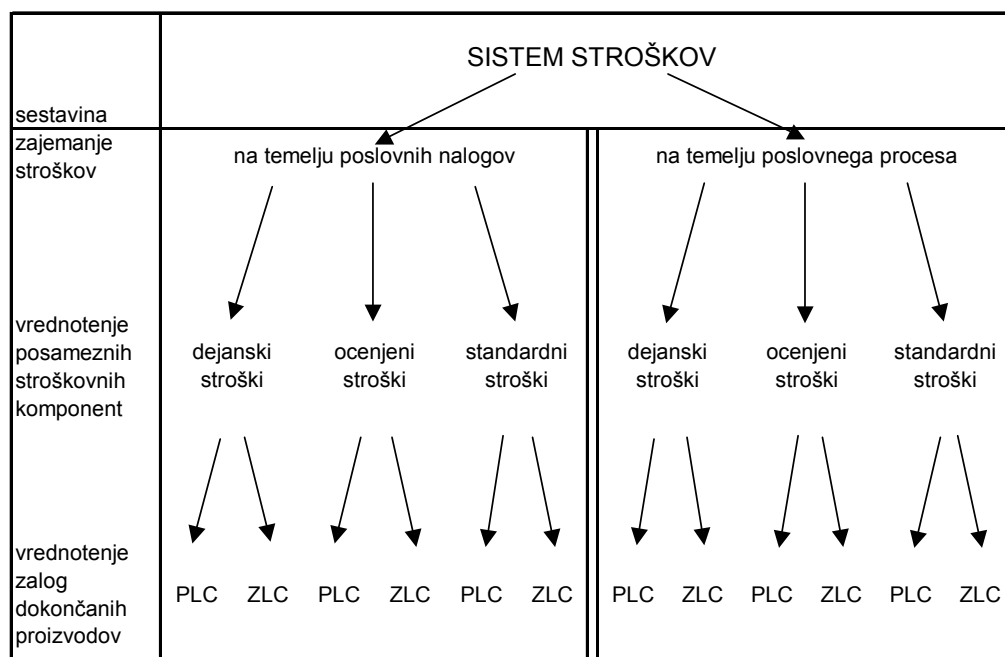 SISTEM STROŠKOV
sestavina
zajemanje
stroškov
na temelju poslovnih nalogov
na temelju poslovnega procesa
vrednotenje
posameznih
stroškovnih
komponent
dejanski
stroški
ocenjeni
stroški
standardni
stroški
dejanski
stroški
ocenjeni
stroški
standardni
stroški
vrednotenje
zalog
dokončanih
proizvodov
PLC ZLC PLC ZLC PLC ZLC PLC ZLC PLC ZLC PLC ZLC